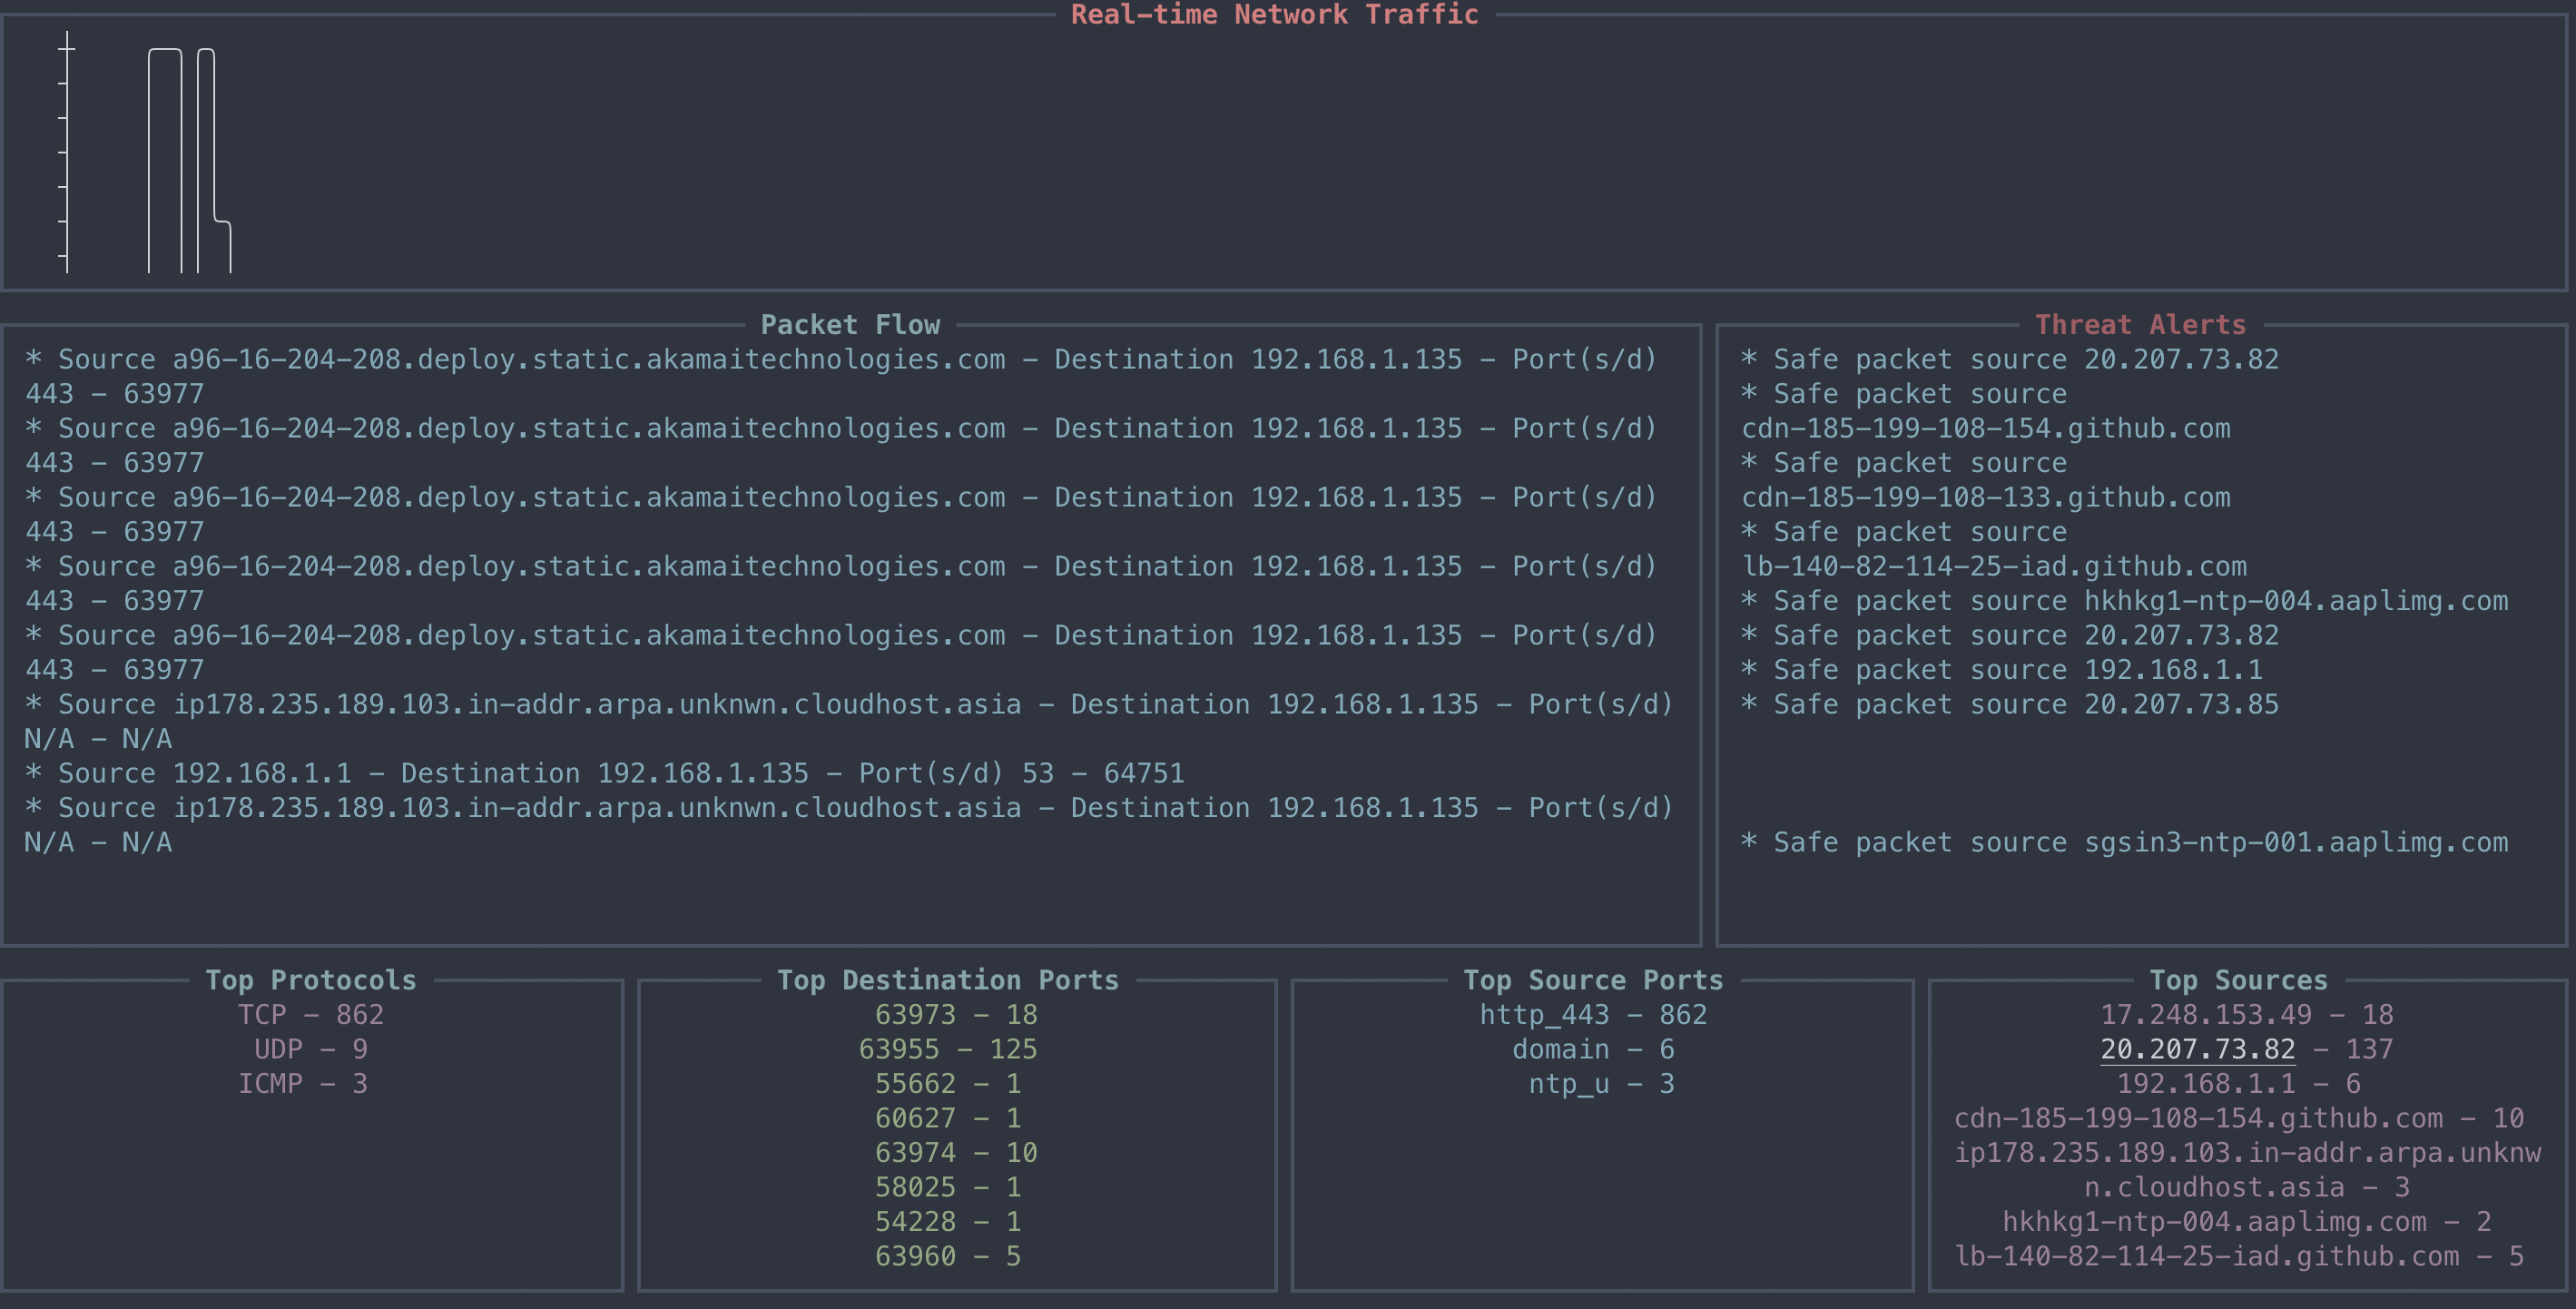 Real-time Network Traffic
Packet Flow
* Source a96-16-204-208.deploy.static.akamaitechnologies.com - Destination 192.168.1.135 - Port(s/d)
443 - 63977
* Source a96-16-204-208.deploy.static.akamaitechnologies.com - Destination 192.168.1.135 - Port(s/d)
443 - 63977
* Source a96-16-204-208.deploy.static.akamaitechnologies.com - Destination 192.168.1.135 - Port(s/d)
443 - 63977
* Source a96-16-204-208.deploy.static.akamaitechnologies.com - Destination 192.168.1.135 - Port(s/d)
443 - 63977
* Source a96-16-204-208.deploy.static.akamaitechnologies.com - Destination 192.168.1.135 - Port(s/d)
443 - 63977
* Source ip178.235.189.103.in-addr.arpa.unknwn.cloudhost.asia - Destination 192.168.1.135 - Port(s/d)
N/A - N/A
* Source 192.168.1.1 - Destination 192.168.1.135 - Port(s/d) 53 - 64751
* Source ip178.235.189.103.in-addr.arpa.unknwn.cloudhost.asia - Destination 192.168.1.135 - Port(s/d)
N/A - N/A
Threat Alerts
* Safe packet source 20.207.73.82
* Safe packet source
cdn-185-199-108-154.github.com
* Safe packet source
cdn-185-199-108-133.github.com
* Safe packet source
lb-140-82-114-25-iad.github.com
* Safe packet source hkhkg1-ntp-004.aaplimg.com
* Safe packet source 20.207.73.82
* Safe packet source 192.168.1.1
* Safe packet source 20.207.73.85
* Safe packet source sgsin3-ntp-001.aaplimg.com
Top Protocols
TCP - 862
UDP - 9
ICMP - 3
Top Destination Ports
63973 - 18
63955 - 125
55662 - 1
60627 - 1
63974 - 10
58025 - 1
54228 - 1
63960 - 5
Top Source Ports
http_443 - 862
domain - 6
ntp_u - 3
Top Sources
17.248.153.49 - 18
20.207.73.82 - 137
192.168.1.1 - 6
cdn-185-199-108-154.github.com - 10
ip178.235.189.103.in-addr.arpa.unknw
n.cloudhost.asia - 3
hkhkg1-ntp-004.aaplimg.com - 2
lb-140-82-114-25-iad.github.com - 5